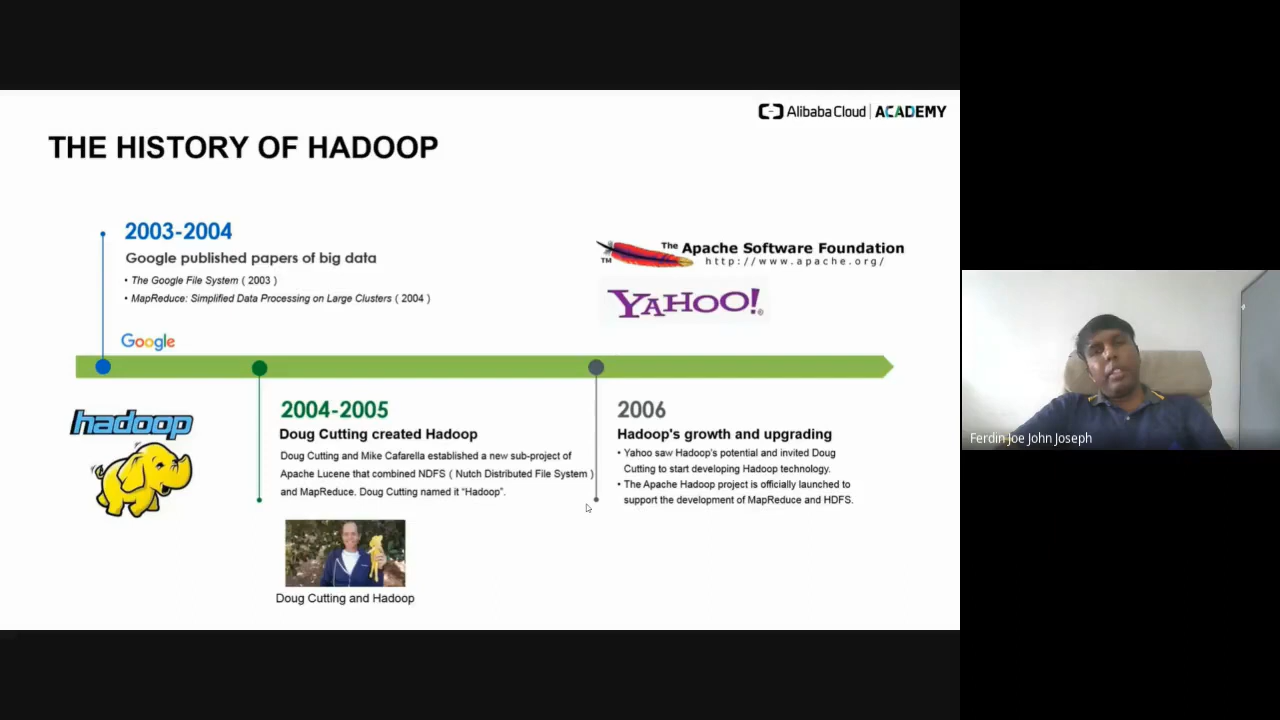 Alibaba Cloud | ACADEMY
THE HISTORY OF HADOOP
2003-2004
Google published papers of big data
• The Google File System ( 2003 )
• MapReduce: Simplified Data Processing on Large Clusters ( 2004 )
Google
TM
The Apache Software Foundation
http://www.apache.org/
YAHOO!
®
hadoop
2004-2005
Doug Cutting created Hadoop
Doug Cutting and Mike Cafarella established a new sub-project of
Apache Lucene that combined NDFS ( Nutch Distributed File System )
and MapReduce. Doug Cutting named it “Hadoop”.
Doug Cutting and Hadoop
2006
Hadoop's growth and upgrading
• Yahoo saw Hadoop's potential and invited Doug
Cutting to start developing Hadoop technology.
• The Apache Hadoop project is officially launched to
support the development of MapReduce and HDFS.
Ferdin Joe John Joseph